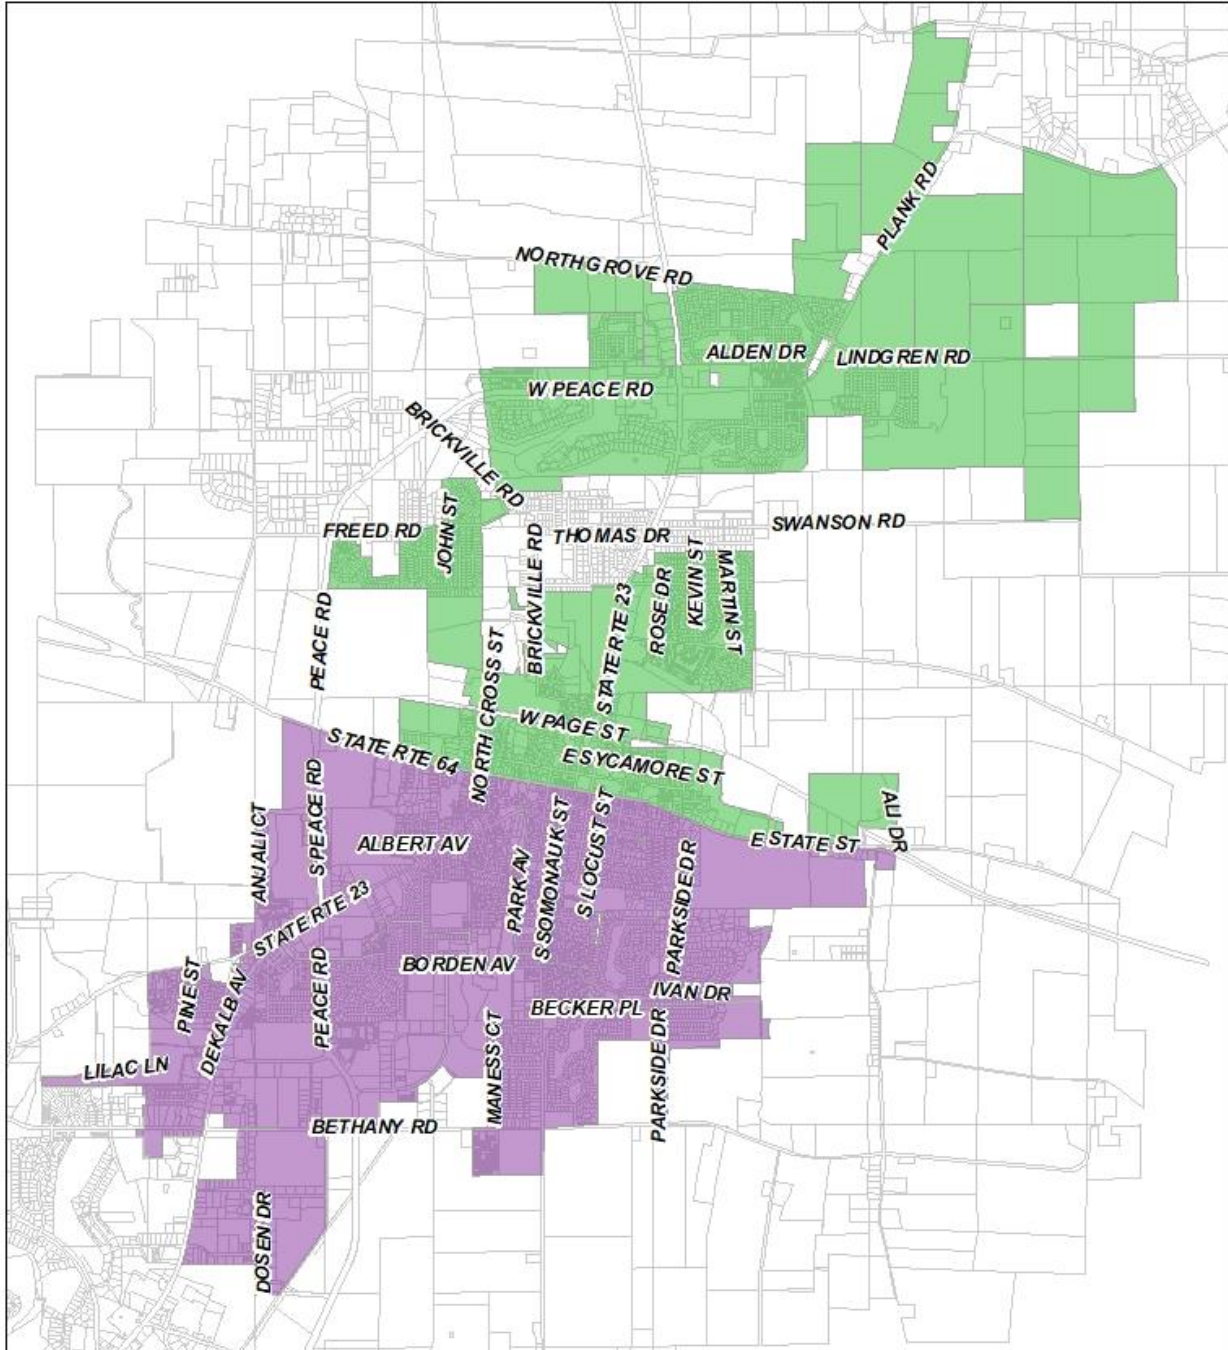 PLANK RD
NORTHGROVE RD
ALDEN DR
LINDGREN RD
W PEACE RD
BRICKVILLE RD
JOHN ST
FREED RD
BRICKVILLE RD
THOMAS DR
SWANSON RD
KEVIN ST
MARTIN ST
ROSE DR
STATE RTE 23
PEACE RD
NORTH CROSS ST
W PAGE ST
STATE RTE 64
E SYCAMORE ST
S PEACE RD
ANJALI CT
ALBERT AV
PARK AV
S SOMONAUK ST
S LOCUST ST
PARKSIDE DR
E STATE ST
ALI DR
STATE RTE 23
PINE ST
DEKALB AV
PEACE RD
BORDEN AV
IVAN DR
BECKER PL
LILAC LN
MANESS CT
PARKSIDE DR
BETHANY RD
DOSEN DR